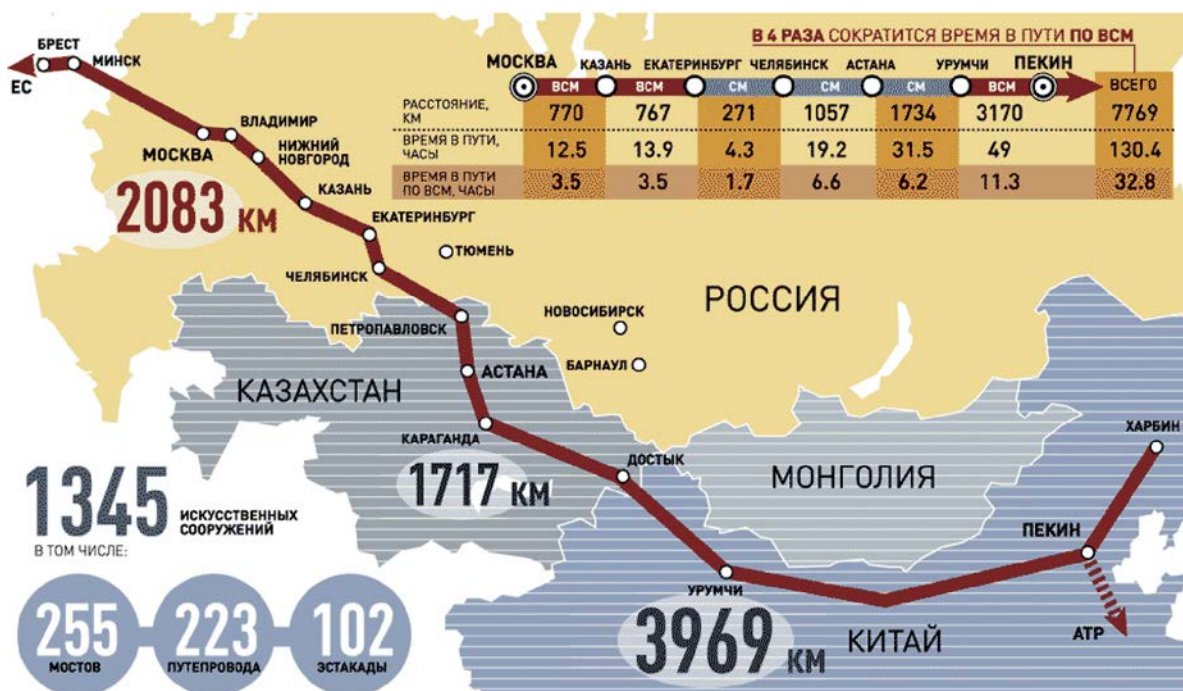 В 4 РАЗА СОКРАТИТСЯ ВРЕМЯ В ПУТИ ПО ВСМ
МОСКВА КАЗАНЬ ЕКАТЕРИНБУРГ ЧЕЛЯБИНСК АСТАНА УРУМЧИ ПЕКИН
ВСМ ВСМ СМ СМ СМ ВСМ ВСЕГО
РАССТОЯНИЕ,
КМ
770 767 271 1057 1734 3170 7769
ВРЕМЯ В ПУТИ,
ЧАСЫ
12.5 13.9 4.3 19.2 31.5 49 130.4
ВРЕМЯ В ПУТИ
ПО ВСМ, ЧАСЫ
3.5 3.5 1.7 6.6 6.2 11.3 32.8
БРЕСТ
МИНСК
ЕС
ВЛАДИМИР
МОСКВА
НИЖНИЙ
НОВГОРОД
КАЗАНЬ
2083 КМ
ЕКАТЕРИНБУРГ
ТЮМЕНЬ
ЧЕЛЯБИНСК
РОССИЯ
НОВОСИБИРСК
ПЕТРОПАВЛОВСК
БАРНАУЛ
АСТАНА
КАЗАХСТАН
КАРАГАНДА
ХАРБИН
ДОСТЫК
МОНГОЛИЯ
1717 КМ
1345 ИСКУССТВЕННЫХ
СООРУЖЕНИЙ
В ТОМ ЧИСЛЕ:
ПЕКИН
УРУМЧИ
255
МОСТОВ
223
ПУТЕПРОВОДА
102
ЭСТАКАДЫ
3969 КМ
КИТАЙ
АТР